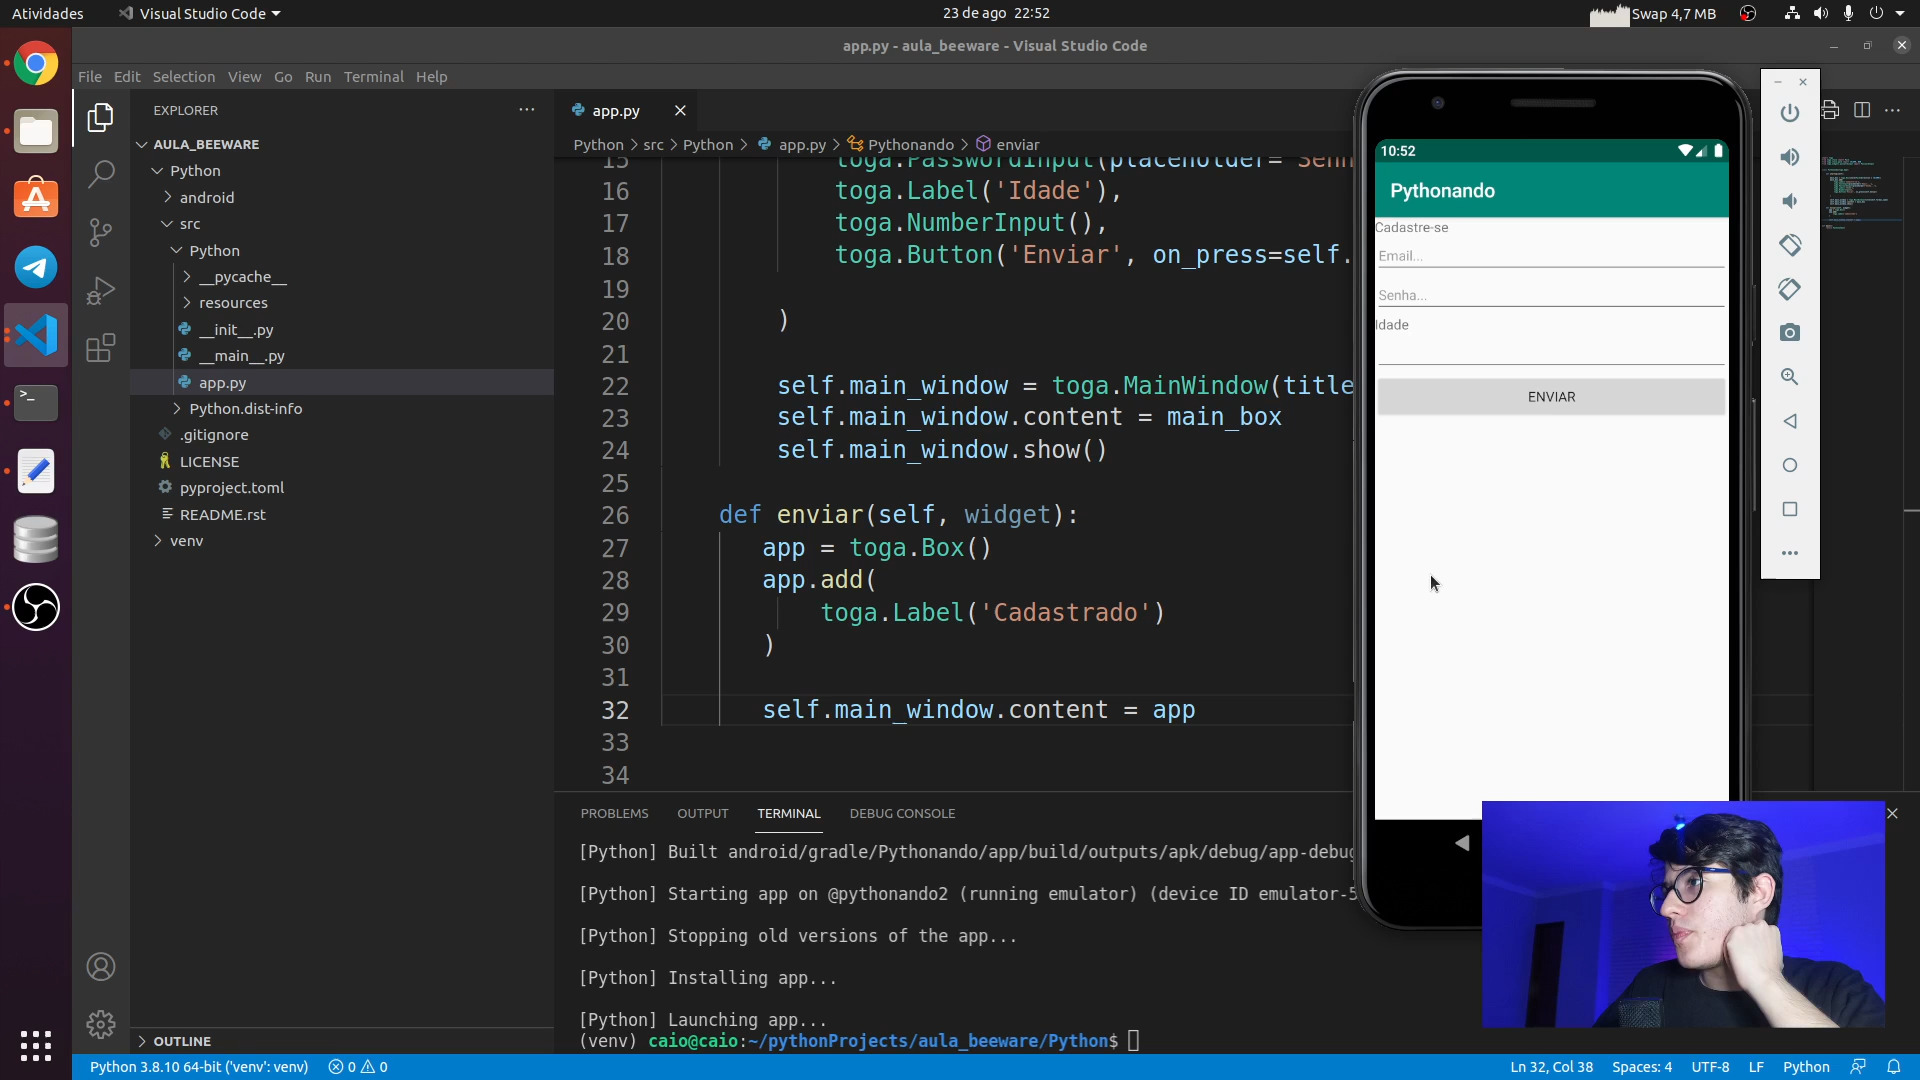 Atividades
Visual Studio Code
23 de ago 22:52
Swap 4,7 MB
app.py - aula_beeware - Visual Studio Code
File Edit Selection View Go Run Terminal Help
EXPLORER
AULA_BEEWARE
Python
android
src
Python
__pycache__
resources
__init__.py
__main__.py
app.py
Python.dist-info
.gitignore
LICENSE
pyproject.toml
README.rst
venv
OUTLINE
app.py
Python > src > Python > app.py > Pythonando > enviar
15 toga.PasswordInput(placeholder='Senh
16 toga.Label('Idade'),
17 toga.NumberInput(),
18 toga.Button('Enviar', on_press=self.
19
20 )
21
22 self.main_window = toga.MainWindow(title
23 self.main_window.content = main_box
24 self.main_window.show()
25
26 def enviar(self, widget):
27 app = toga.Box()
28 app.add(
29 toga.Label('Cadastrado')
30 )
31
32 self.main_window.content = app
33
34
PROBLEMS OUTPUT TERMINAL DEBUG CONSOLE
[Python] Built android/gradle/Pythonando/app/build/outputs/apk/debug/app-debug
[Python] Starting app on @pythonando2 (running emulator) (device ID emulator-5
[Python] Stopping old versions of the app...
[Python] Installing app...
[Python] Launching app...
(venv) caio@caio:~/pythonProjects/aula_beeware/Python$
10:52
Pythonando
Cadastre-se
Email...
Senha...
Idade
ENVIAR
Python 3.8.10 64-bit ('venv': venv) 0 0
Ln 32, Col 38 Spaces: 4 UTF-8 LF Python